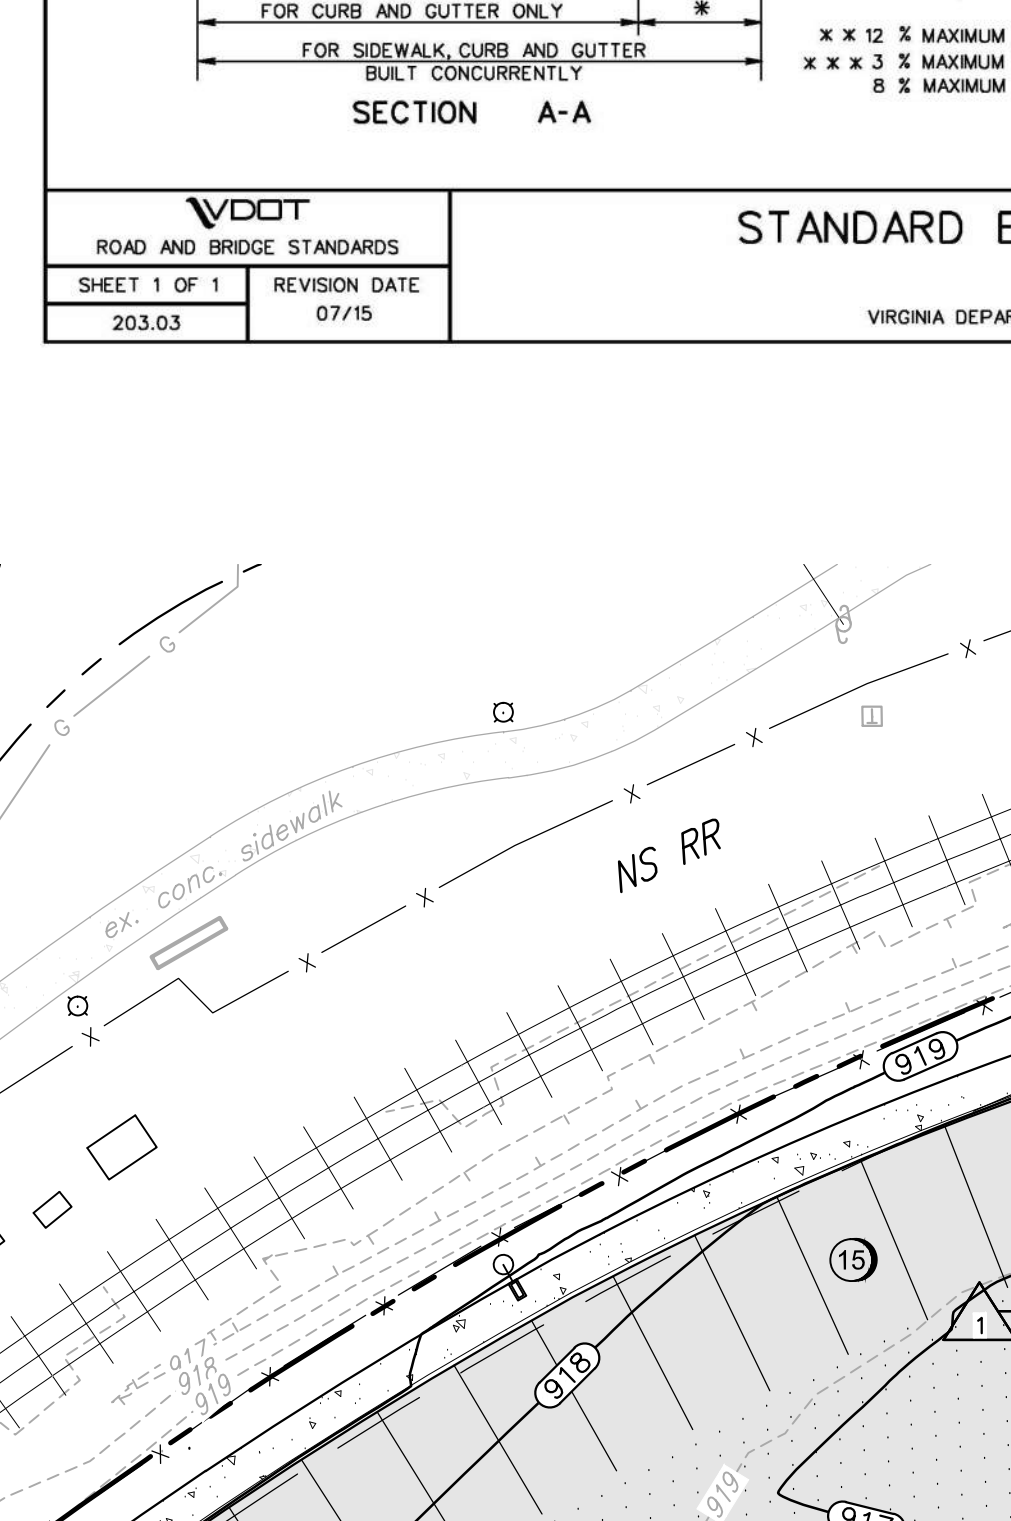 FOR CURB AND GUTTER ONLY
*
FOR SIDEWALK, CURB AND GUTTER
BUILT CONCURRENTLY
* * 12 % MAXIMUM
* * * 3 % MAXIMUM
8 % MAXIMUM
SECTION A-A
VDOT
ROAD AND BRIDGE STANDARDS
SHEET 1 OF 1
REVISION DATE
07/15
203.03
STANDARD
VIRGINIA
G
G
X
X
X
X
NS RR
ex. conc. sidewalk
X
X
X
X
919
X
X
X
X
15
1
917
918
919
X
X
918
X
919
917